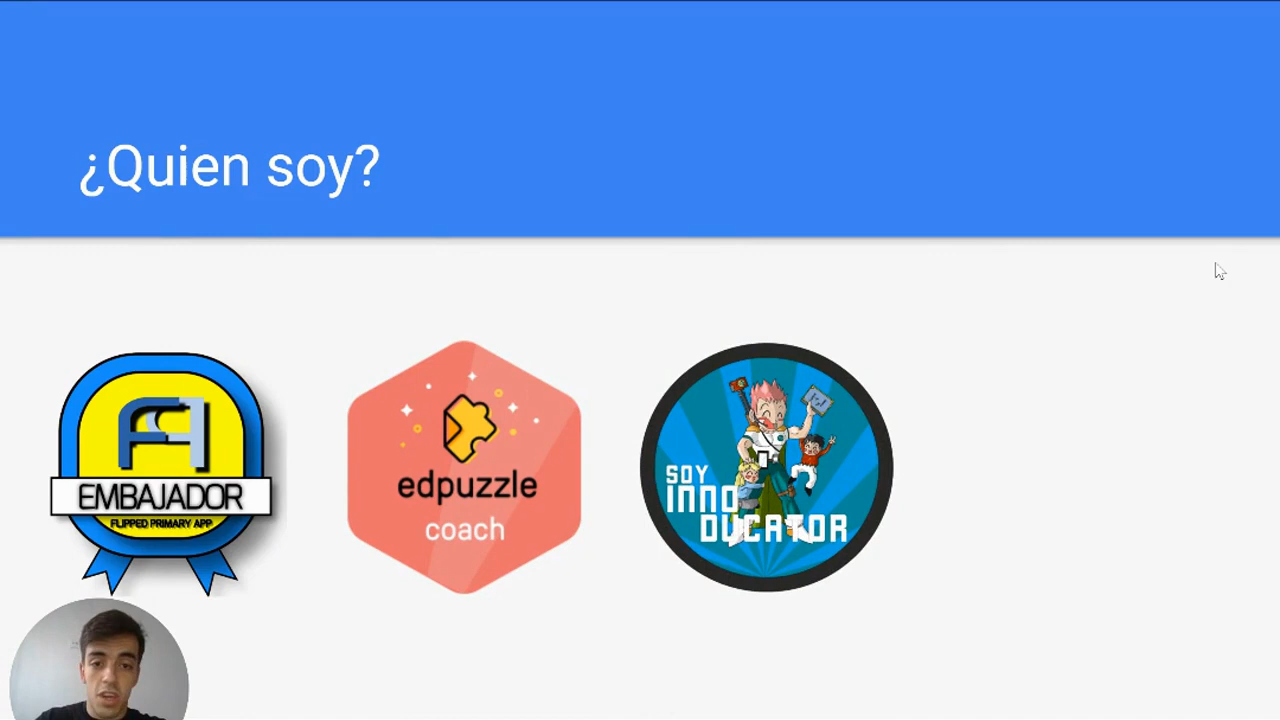 ¿Quien soy?
EMBAJADOR
FLIPPED PRIMARY APP
edpuzzle
coach
SOY
INNO
DUCATOR